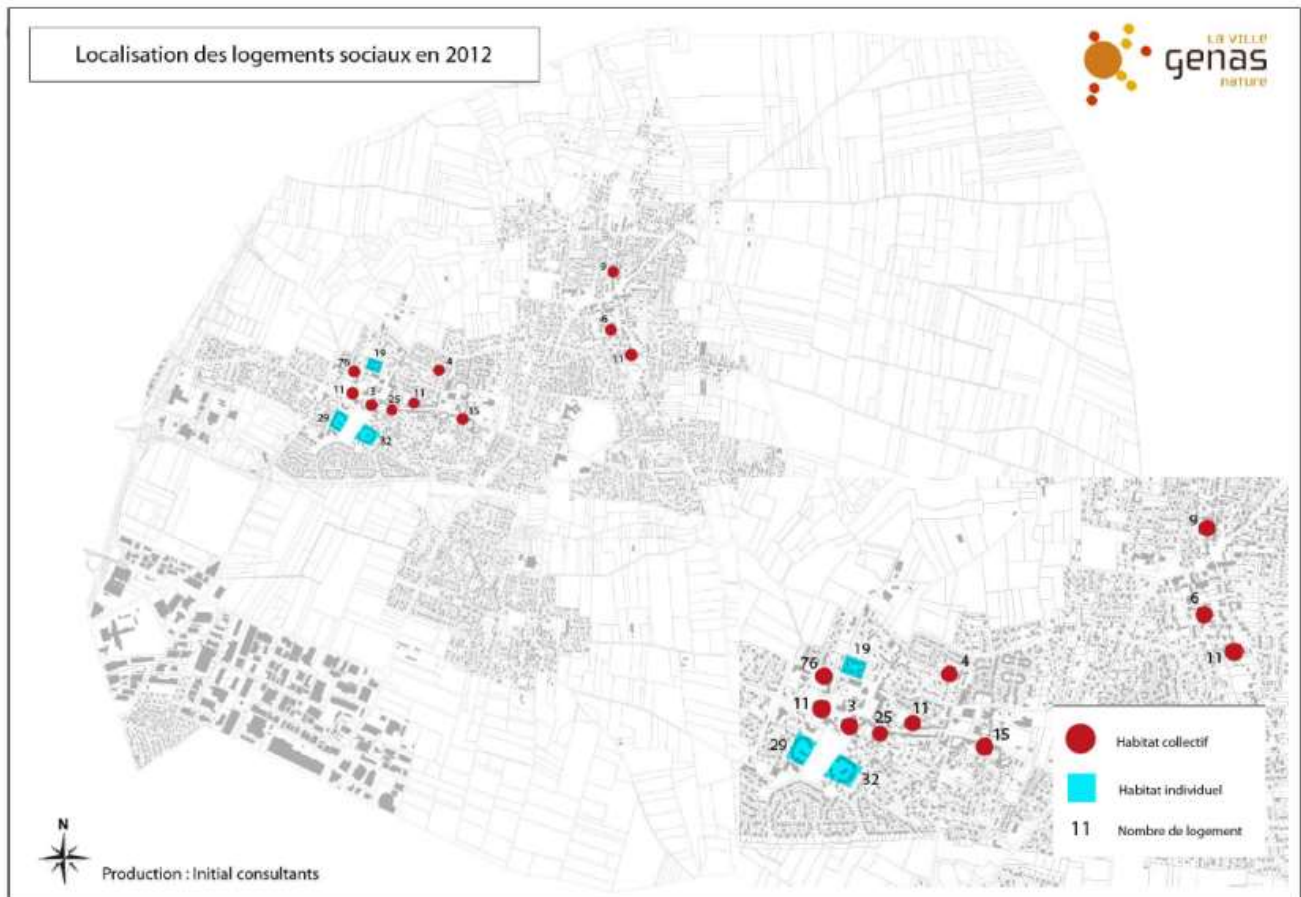 Localisation des logements sociaux en 2012
LA VILLE
genas
nature
9
6
11
19
76
4
11
3
25
11
15
29
32
9
6
11
19
76
4
11
3
25
11
15
29
32
Habitat collectif
Habitat individuel
11 Nombre de logement
N
Production : Initial consultants